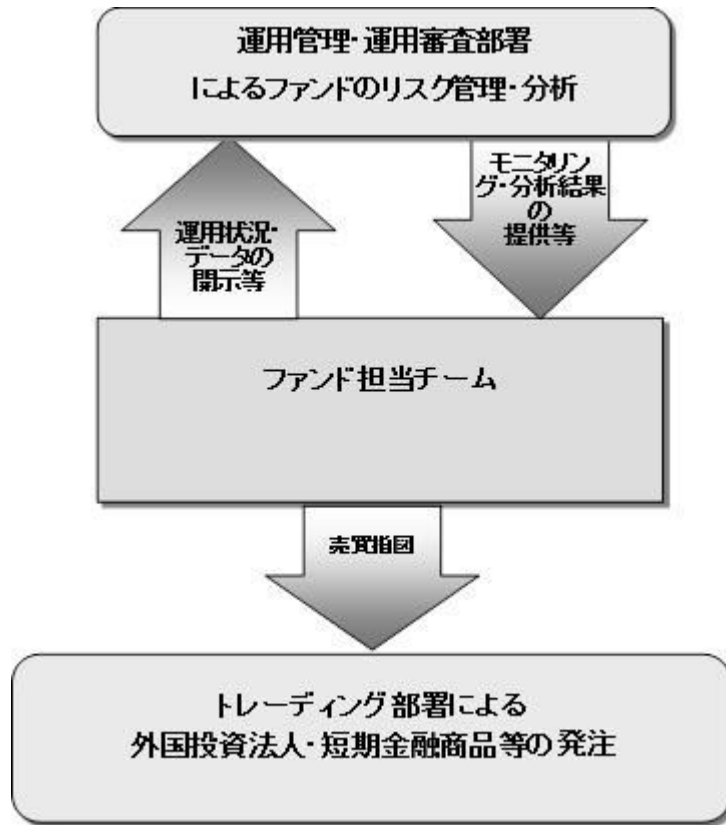 運用管理・運用審査部署
によるファンドのリスク管理・分析
運用状況・
データの
開示等
モニタリン
グ・分析結果
の
提供等
ファンド担当チーム
売買指図
トレーディング部署による
外国投資法人・短期金融商品等の発注